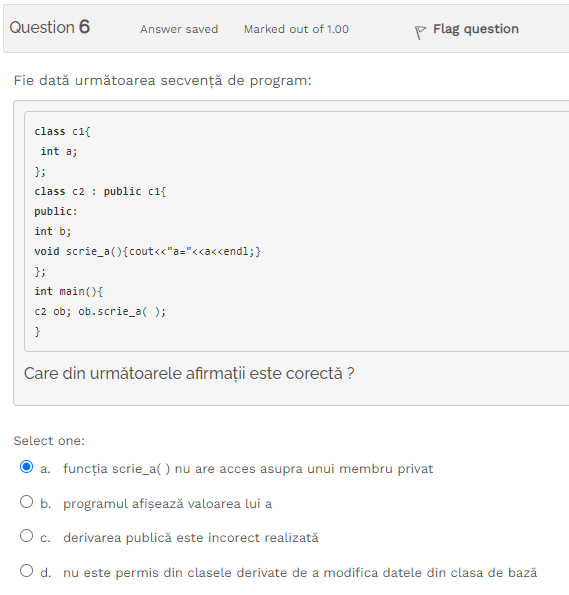 Question 6 Answer saved Marked out of 1.00 Flag question
Fie dată următoarea secvență de program:
class c1{
int a;
};
class c2 : public c1{
public:
int b;
void scrie_a(){cout<<"a="<<a<<endl;}
};
int main(){
c2 ob; ob.scrie_a( );
}
Care din următoarele afirmații este corectă ?
Select one:
a. funcția scrie_a( ) nu are acces asupra unui membru privat
b. programul afișează valoarea lui a
c. derivarea publică este incorect realizată
d. nu este permis din clasele derivate de a modifica datele din clasa de bază